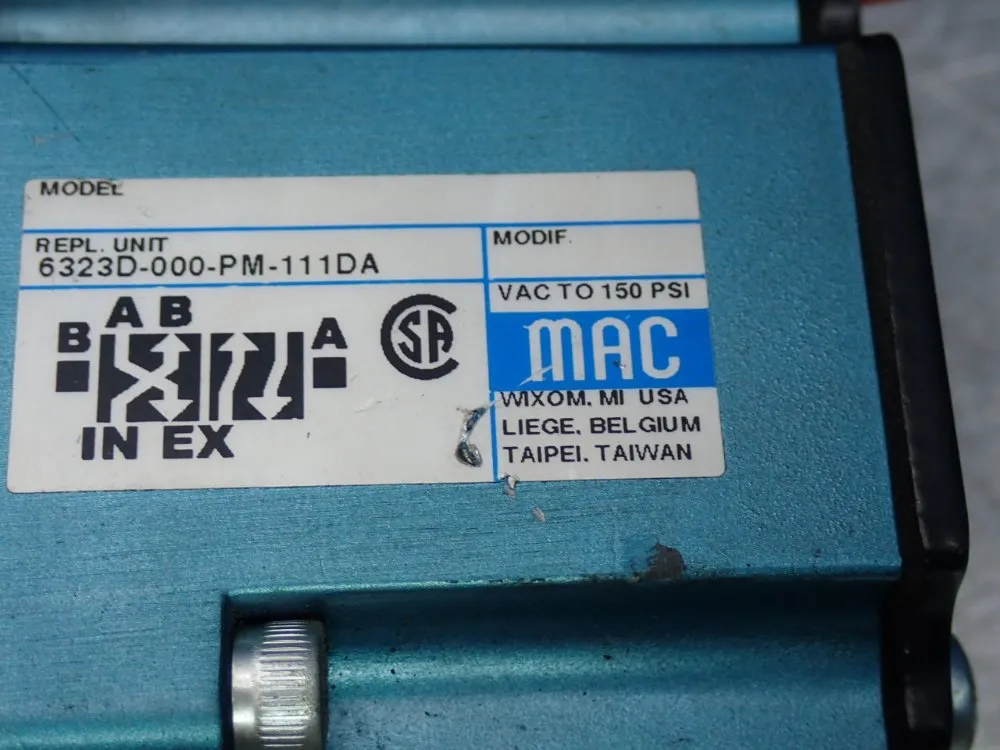 MODEL
REPL. UNIT
6323D-000-PM-111DA
MODIF.
VAC TO 150 PSI
A B
B
A
IN EX
SA
MAC
WIXOM, MI USA
LIEGE, BELGIUM
TAIPEI, TAIWAN